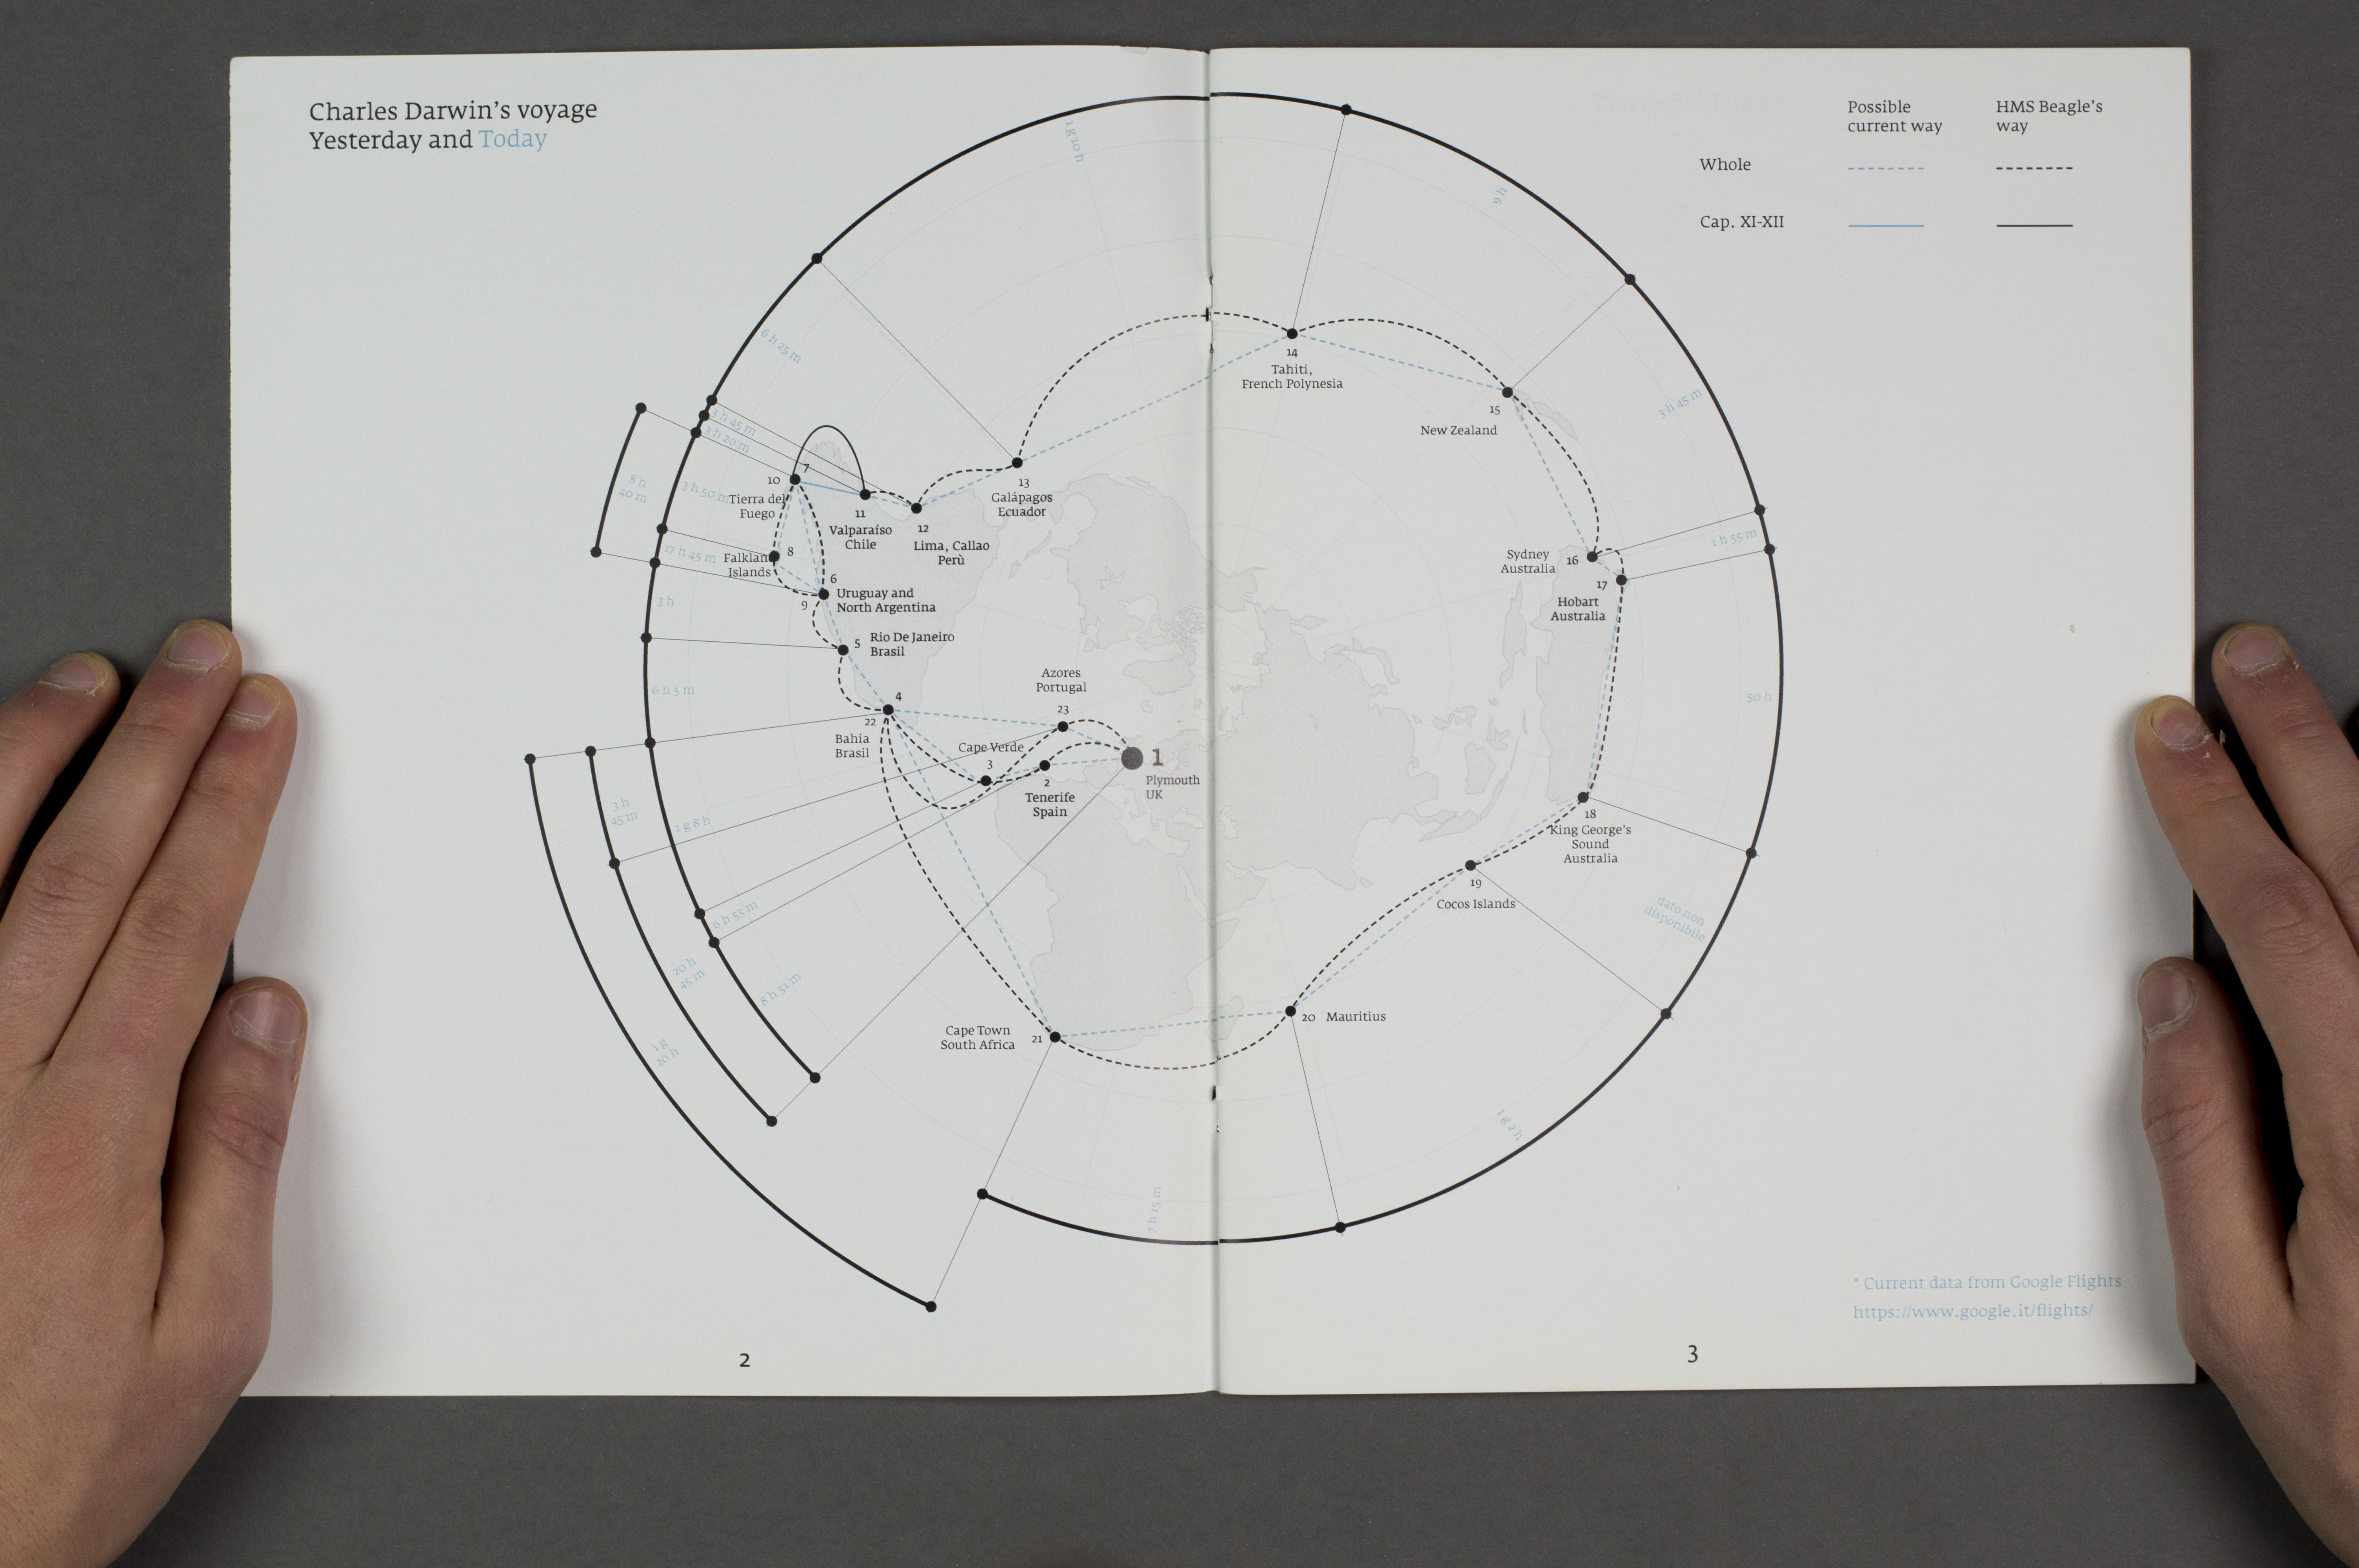 Charles Darwin's voyage
Yesterday and Today
Possible
current way
HMS Beagle's
way
Whole
Cap. XI-XII
1 g 10 h
9 h
6 h 25 m
3 h 45 m
3 h 20 m
3 h 50 m
8 h
40 m
17 h 45 m
3 h
6 h 5 m
3 h
45 m
1 g 8 h
6 h 55 m
20 h
45 m
8 h 51 m
1 g
20 h
7 h 15 m
1 g 2 h
dato non
disponibile
50 h
1 h 55 m
3 h 45 m
14
Tahiti,
French Polynesia
15
New Zealand
7
10
Tierra del
Fuego
11
Valparaíso
Chile
12
Lima, Callao
Perù
13
Galápagos
Ecuador
8
Falklan
Islands
6
9
Uruguay and
North Argentina
5
Rio De Janeiro
Brasil
4
22
Bahia
Brasil
Azores
Portugal
23
Cape Verde
3
2
Tenerife
Spain
1
Plymouth
UK
Sydney
Australia
16
17
Hobart
Australia
18
King George's
Sound
Australia
19
Cocos Islands
20 Mauritius
Cape Town
South Africa
21
* Current data from Google Flights
https://www.google.it/flights/
2
3